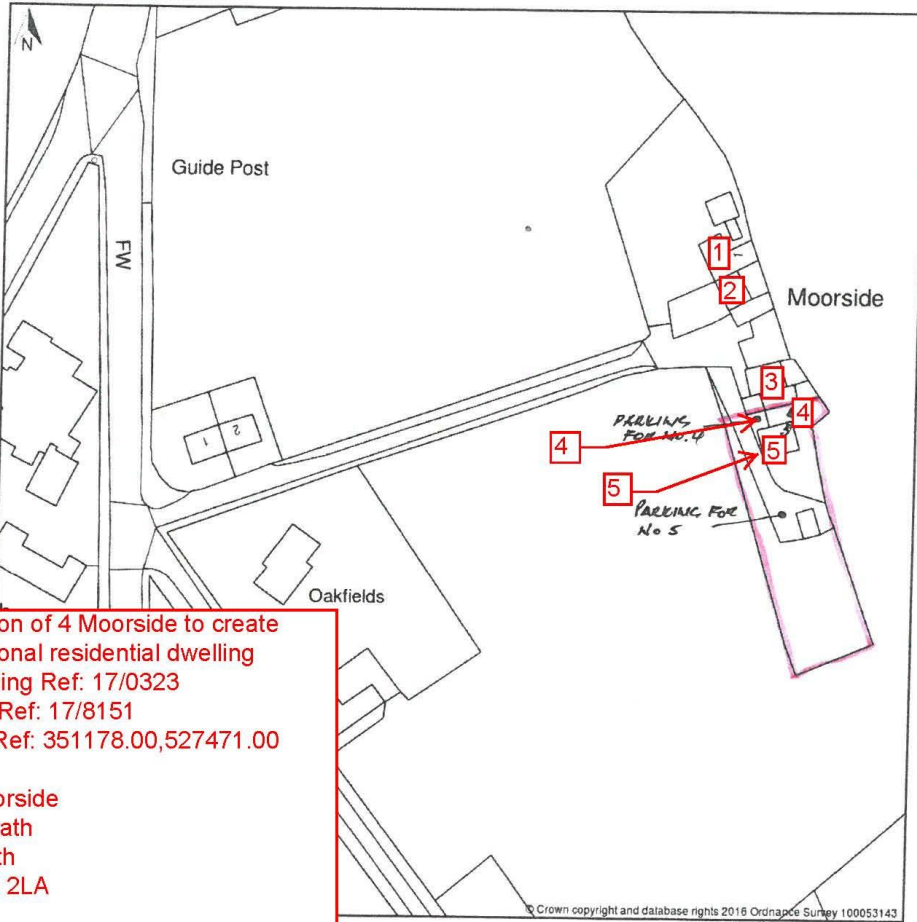 N
Guide Post
FW
1
2
Moorside
3
4
5
PARKING
FOR NO.4
4
5
PARKING FOR
No 5
1 2
Oakfields
on of 4 Moorside to create
onal residential dwelling
ing Ref: 17/0323
Ref: 17/8151
Ref: 351178.00,527471.00
orside
ath
th
2LA
© Crown copyright and database rights 2016 Ordnance Survey 100053143